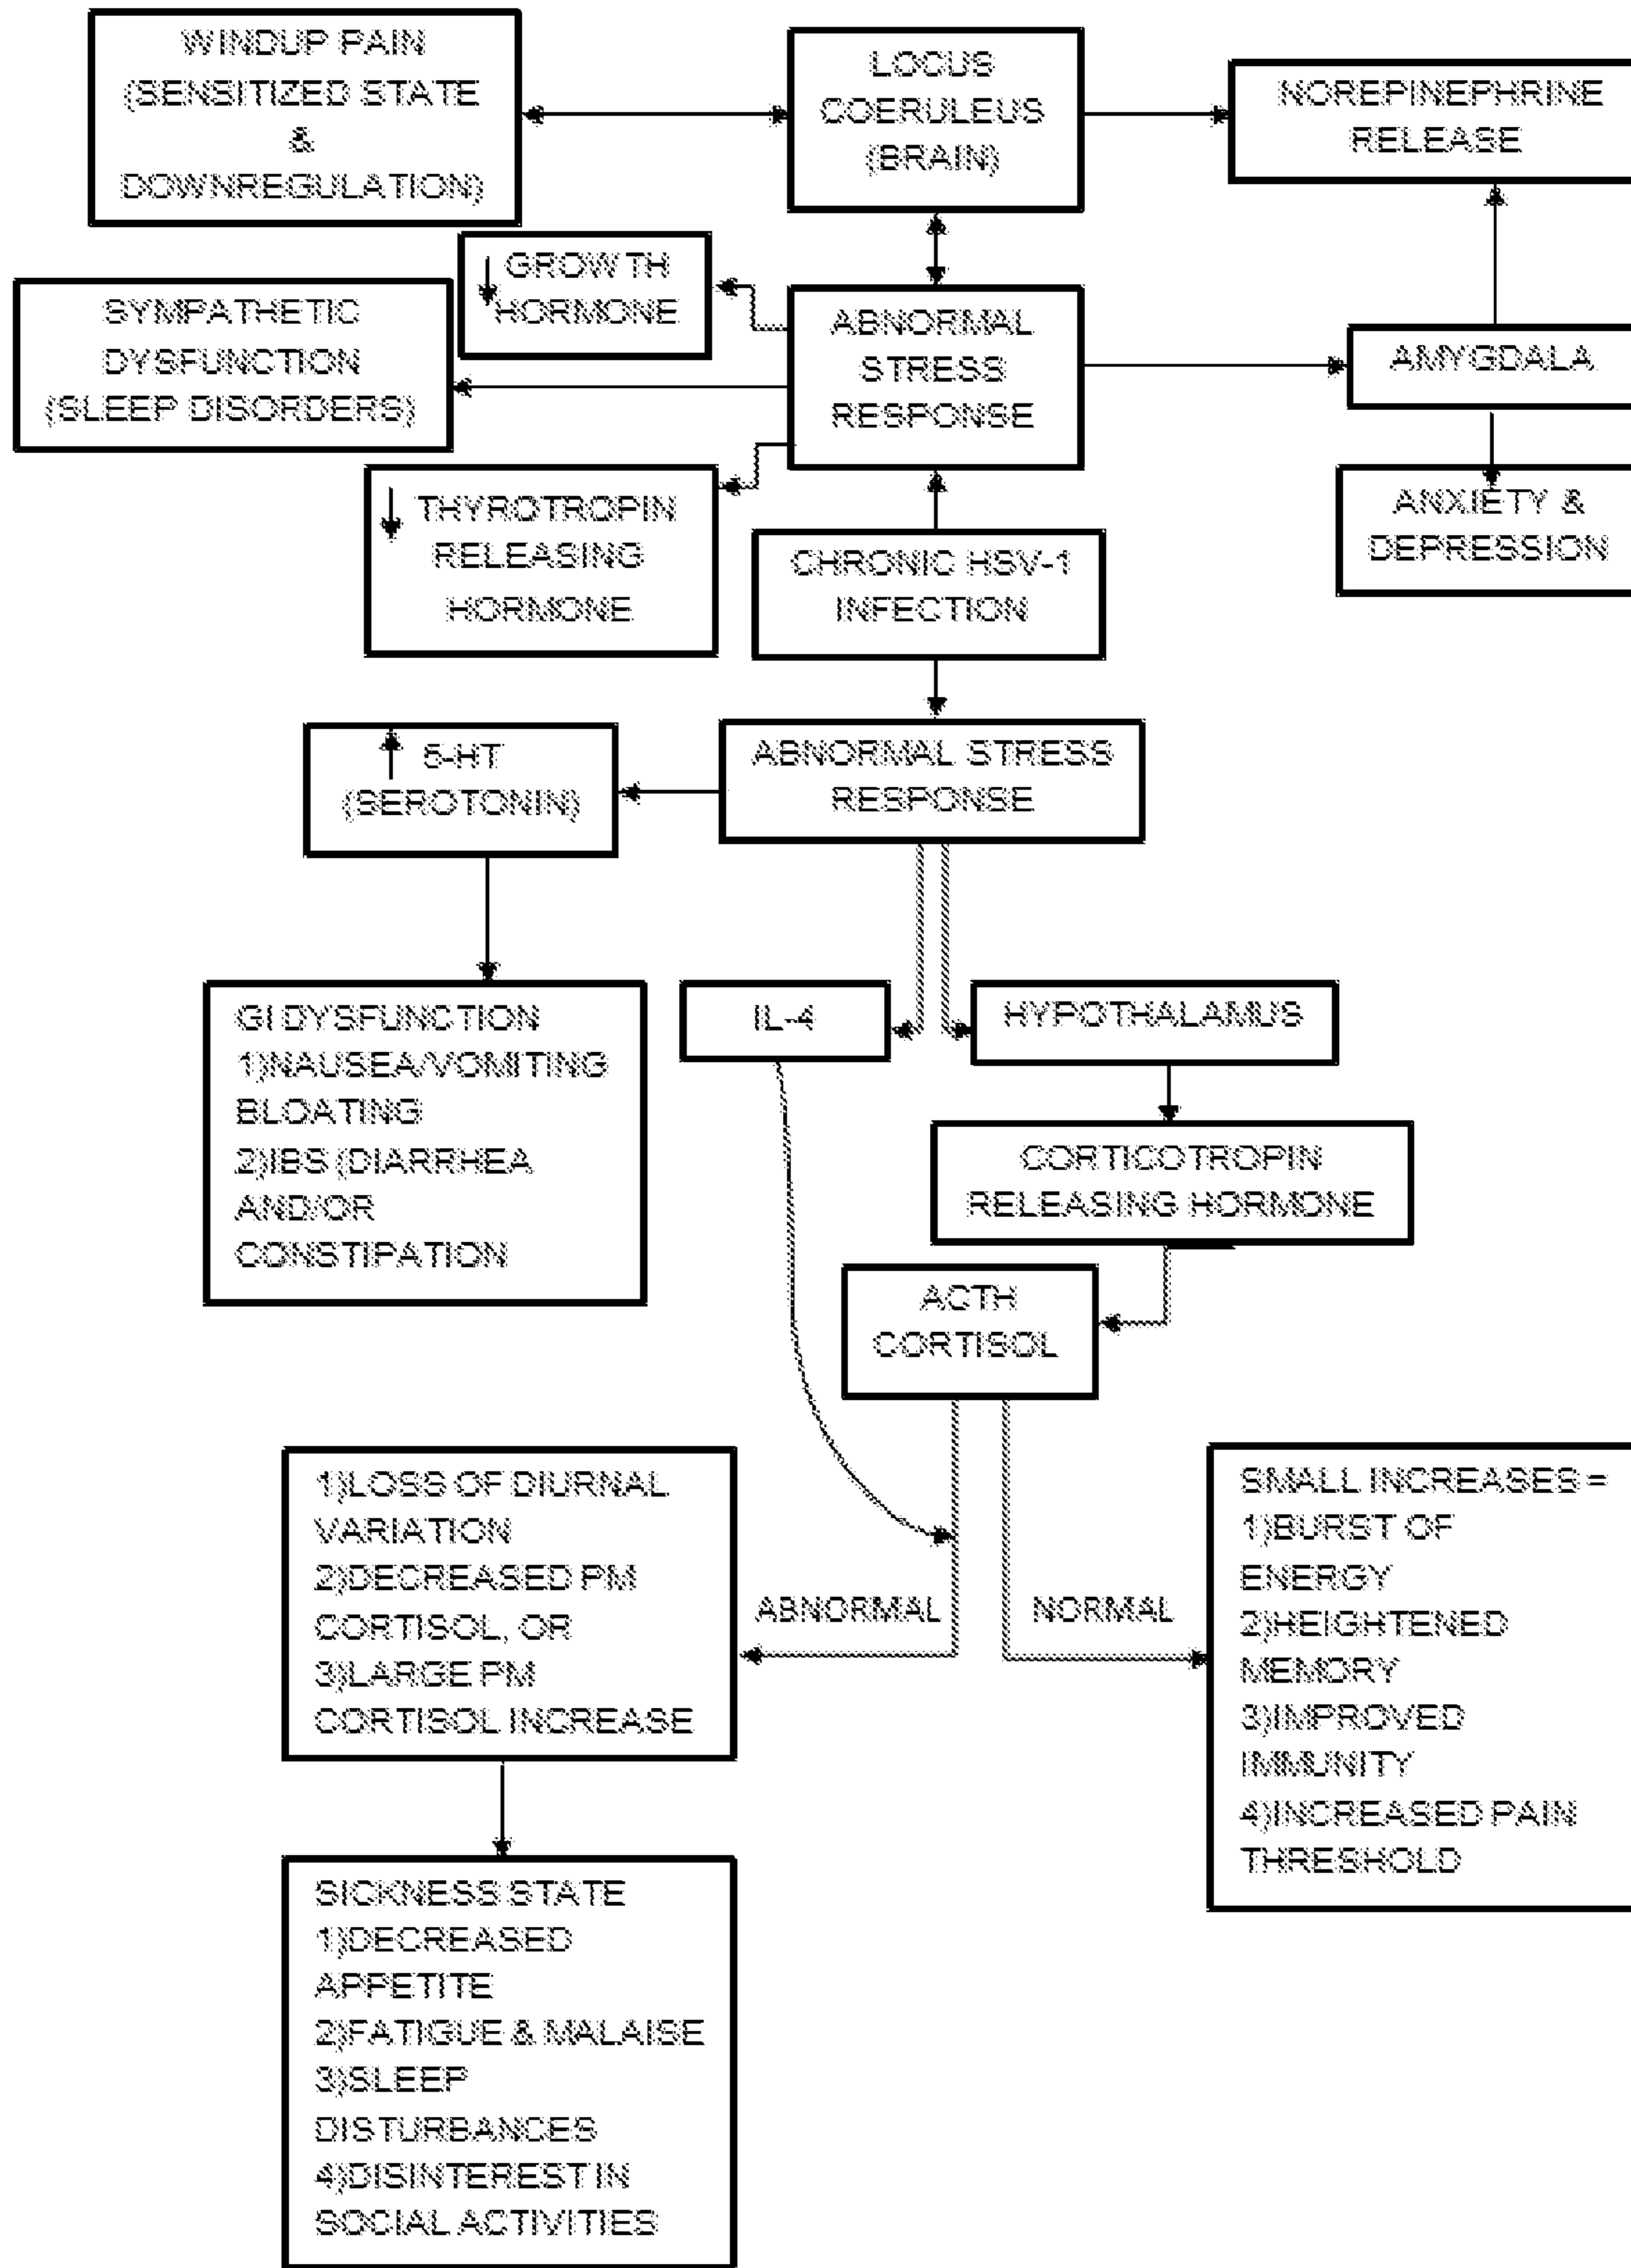 WINDUP PAIN
(SENSITIZED STATE
&
DOWNREGULATION)
LOCUS
COERULEUS
(BRAIN)
NOREPINEPHRINE
RELEASE
GROWTH
HORMONE
SYMPATHETIC
DYSFUNCTION
(SLEEP DISORDERS)
ABNORMAL
STRESS
RESPONSE
AMYGDALA
THYROTROPIN
RELEASING
HORMONE
CHRONIC HSV-1
INFECTION
ANXIETY &
DEPRESSION
5-HT
(SEROTONIN)
ABNORMAL STRESS
RESPONSE
GI DYSFUNCTION
1)NAUSEA/VOMITING
BLOATING
2)IBS (DIARRHEA
AND/OR
CONSTIPATION
IL-4
HYPOTHALAMUS
CORTICOTROPIN
RELEASING HORMONE
ACTH
CORTISOL
1)LOSS OF DIURNAL
VARIATION
2)DECREASED PM
CORTISOL, OR
3)LARGE PM
CORTISOL INCREASE
ABNORMAL
NORMAL
SMALL INCREASES =
1)BURST OF
ENERGY
2)HEIGHTENED
MEMORY
3)IMPROVED
IMMUNITY
4)INCREASED PAIN
THRESHOLD
SICKNESS STATE
1)DECREASED
APPETITE
2)FATIGUE & MALAISE
3)SLEEP
DISTURBANCES
4)DISINTEREST IN
SOCIAL ACTIVITIES